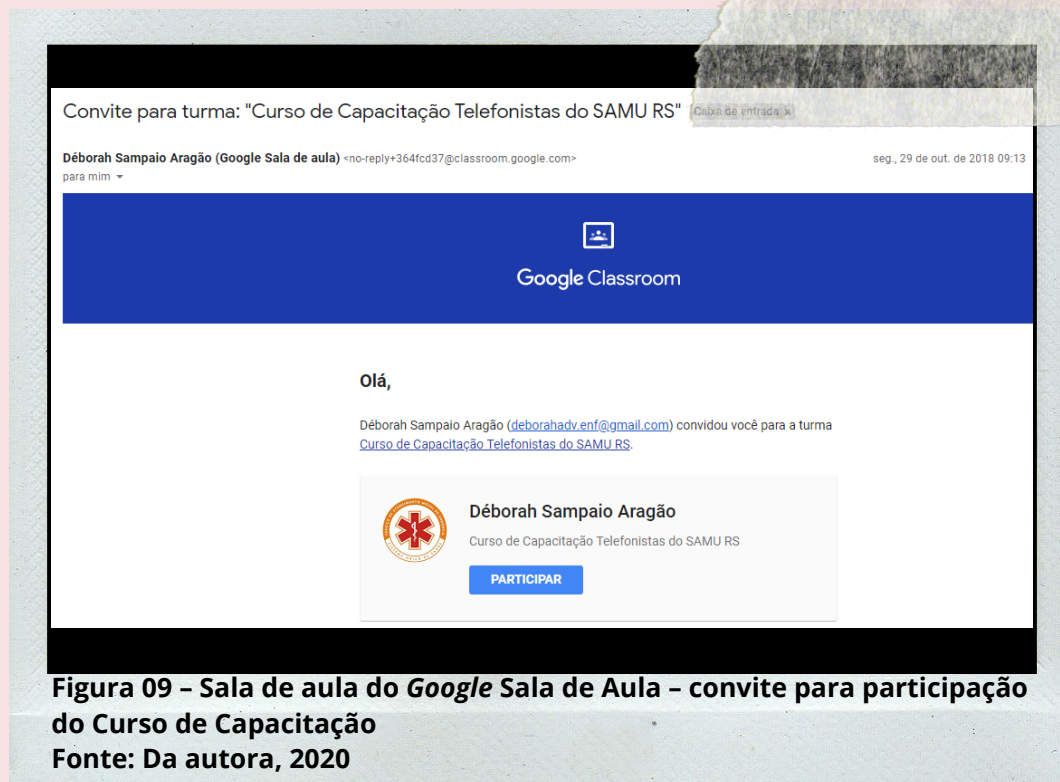 Convite para turma: "Curso de Capacitação Telefonistas do SAMU RS" Caixa de entrada x
Déborah Sampaio Aragão (Google Sala de aula) <no-reply+364fcd37@classroom.google.com> seg., 29 de out. de 2018 09:13
para mim
Google Classroom
Olá,
Déborah Sampaio Aragão (deborahadv.enf@gmail.com) convidou você para a turma
Curso de Capacitação Telefonistas do SAMU RS.
Déborah Sampaio Aragão
Curso de Capacitação Telefonistas do SAMU RS
PARTICIPAR
Figura 09 – Sala de aula do Google Sala de Aula – convite para participação
do Curso de Capacitação
Fonte: Da autora, 2020